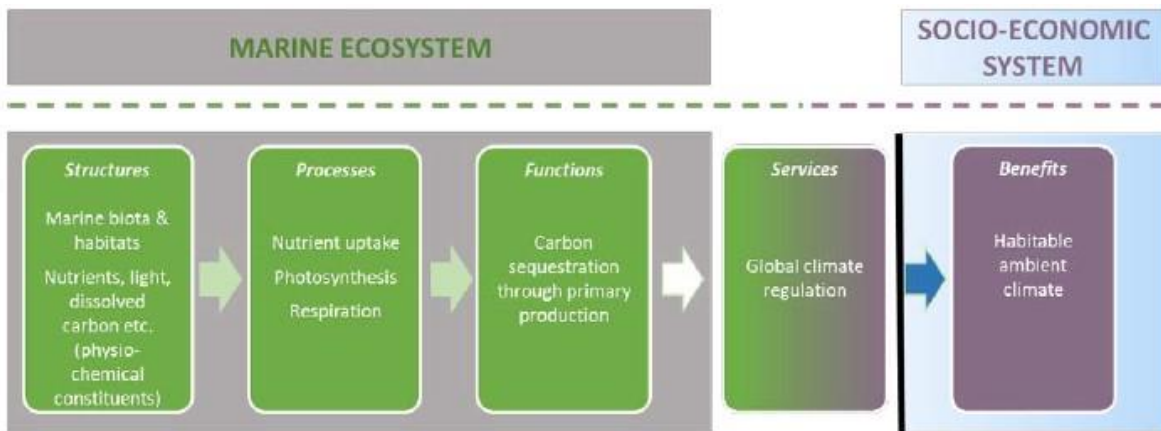 MARINE ECOSYSTEM
SOCIO-ECONOMIC
SYSTEM
Structures
Marine biota &
habitats
Nutrients, light,
dissolved
carbon etc.
(physio-
chemical
constituents)
Processes
Nutrient uptake
Photosynthesis
Respiration
Functions
Carbon
sequestration
through primary
production
Services
Global climate
regulation
Benefits
Habitable
ambient
climate